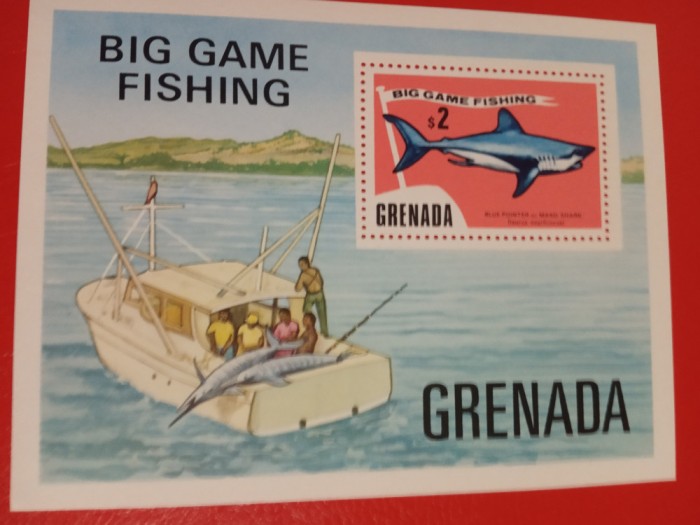 BIG GAME
FISHING
BIG GAME FISHING
$2
GRENADA
BLUE POINTER or MAKO SHARK
GRENADA